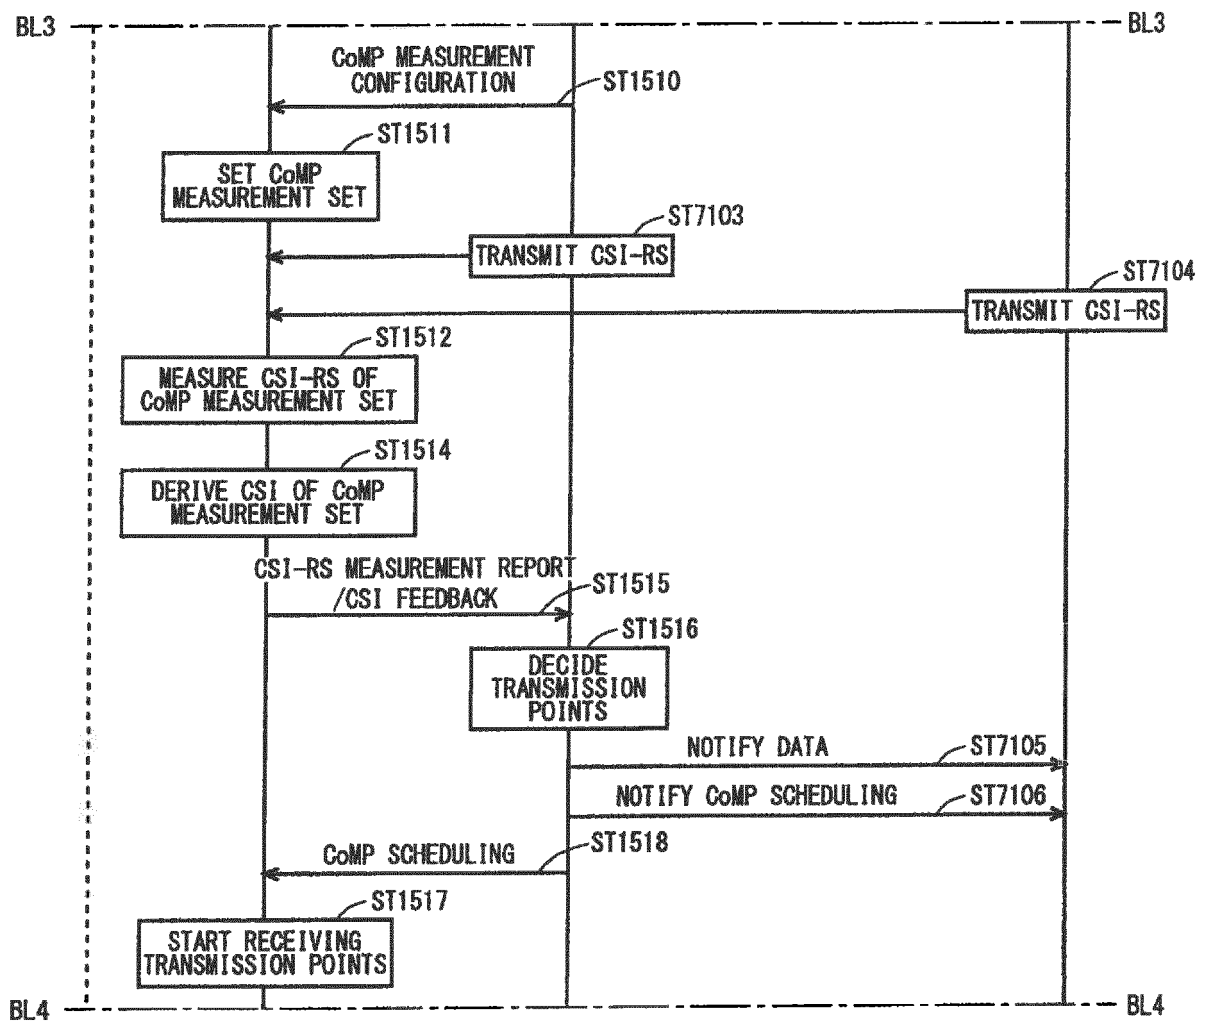 BL3
BL3
CoMP MEASUREMENT
CONFIGURATION
ST1510
ST1511
SET CoMP
MEASUREMENT SET
ST7103
TRANSMIT CSI-RS
ST7104
TRANSMIT CSI-RS
ST1512
MEASURE CSI-RS OF
CoMP MEASUREMENT SET
ST1514
DERIVE CSI OF CoMP
MEASUREMENT SET
CSI-RS MEASUREMENT REPORT
/CSI FEEDBACK
ST1515
ST1516
DECIDE
TRANSMISSION
POINTS
NOTIFY DATA
ST7105
NOTIFY CoMP SCHEDULING
ST7106
CoMP SCHEDULING
ST1518
ST1517
START RECEIVING
TRANSMISSION POINTS
BL4
BL4